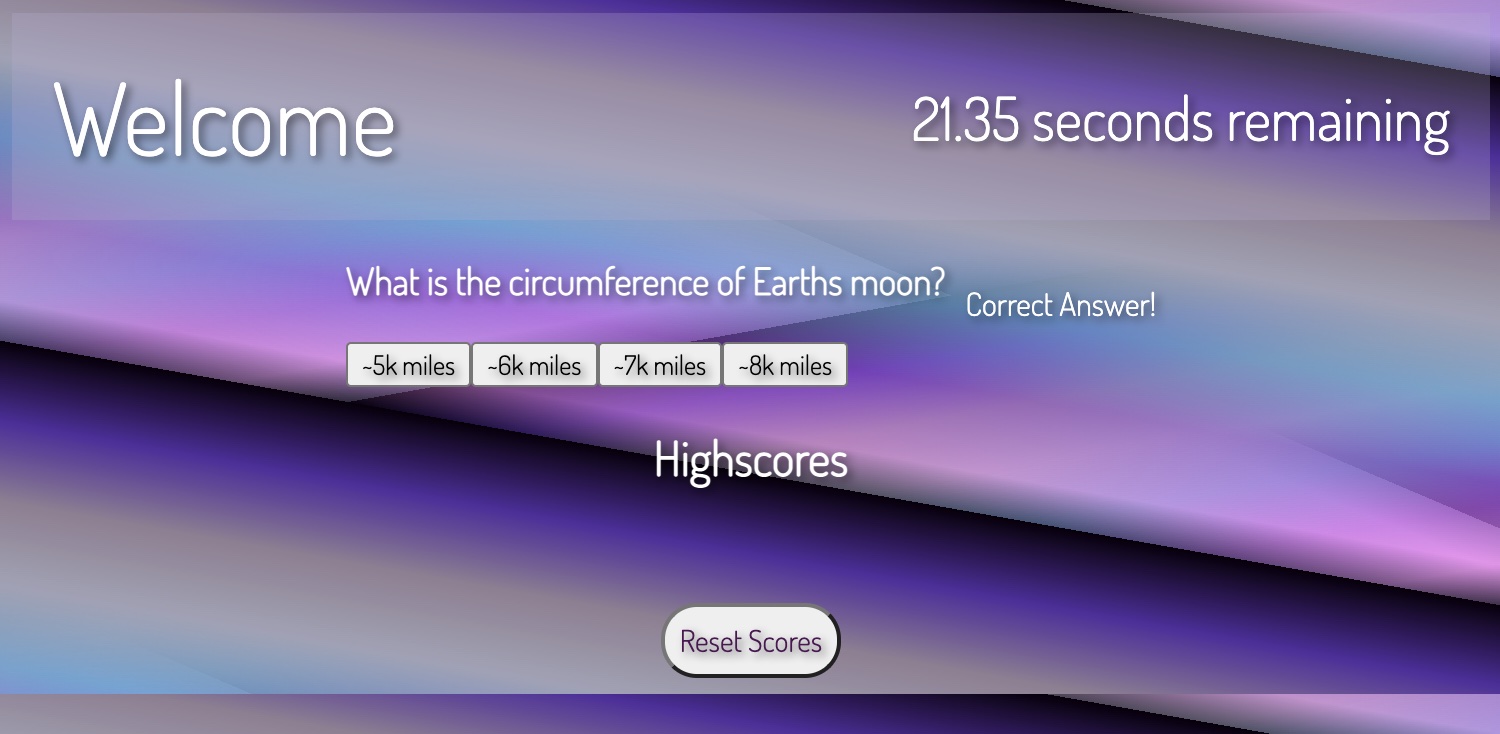 Welcome
21.35 seconds remaining
What is the circumference of Earths moon?
Correct Answer!
~5k miles
~6k miles
~7k miles
~8k miles
Highscores
Reset Scores